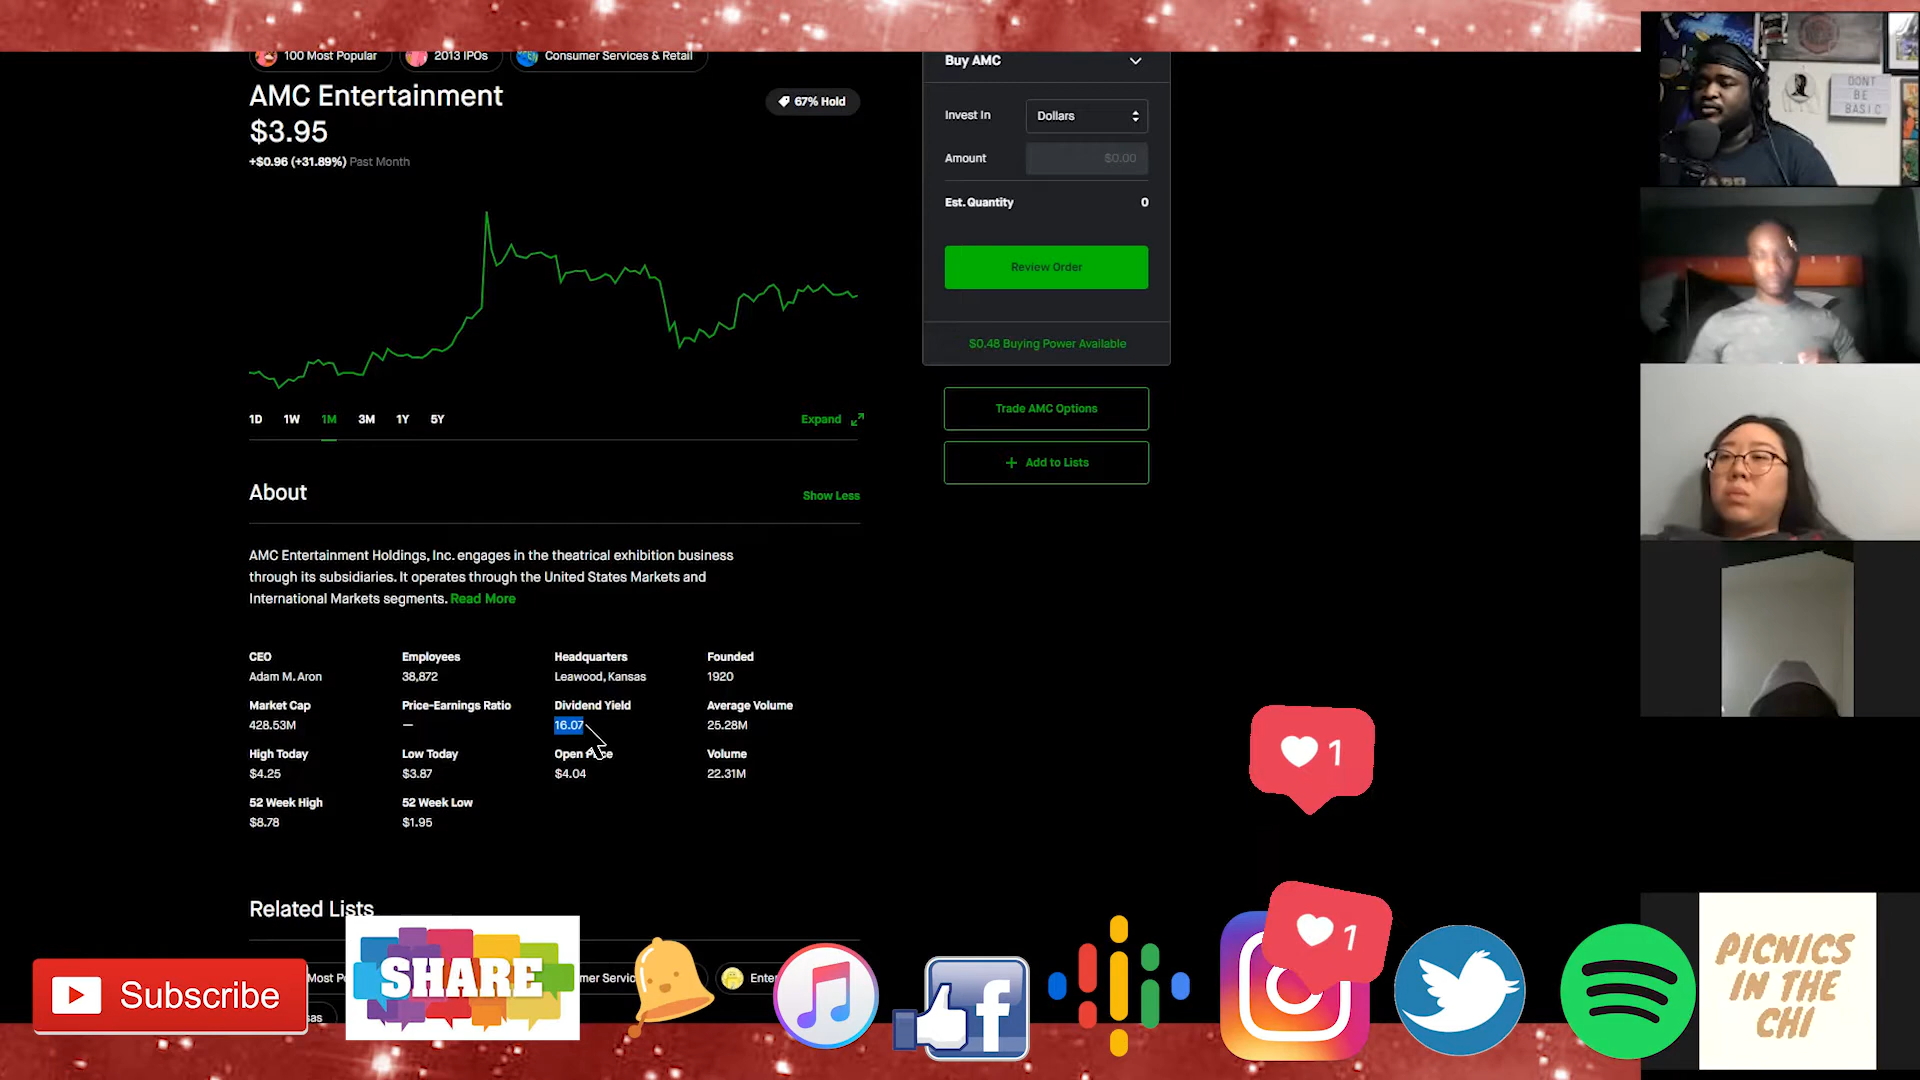 100 Most Popular
2013 IPOs
Consumer Services & Retail
AMC Entertainment
$3.95
+$0.96 (+31.89%) Past Month
67% Hold
1D 1W 1M 3M 1Y 5Y
Expand
About
Show Less
AMC Entertainment Holdings, Inc. engages in the theatrical exhibition business
through its subsidiaries. It operates through the United States Markets and
International Markets segments. Read More
CEO Employees Headquarters Founded
Adam M. Aron 38,872 Leawood, Kansas 1920
Market Cap Price-Earnings Ratio Dividend Yield Average Volume
428.53M — 16.07 25.28M
High Today Low Today Open Price Volume
$4.25 $3.87 $4.04 22.31M
52 Week High 52 Week Low
$8.78 $1.95
Related Lists
Buy AMC
Invest In Dollars
Amount $0.00
Est. Quantity 0
Review Order
$0.48 Buying Power Available
Trade AMC Options
+ Add to Lists
DONT
BE
BASIC
1
1
Subscribe
SHARE
PICNICS
IN THE
CHI